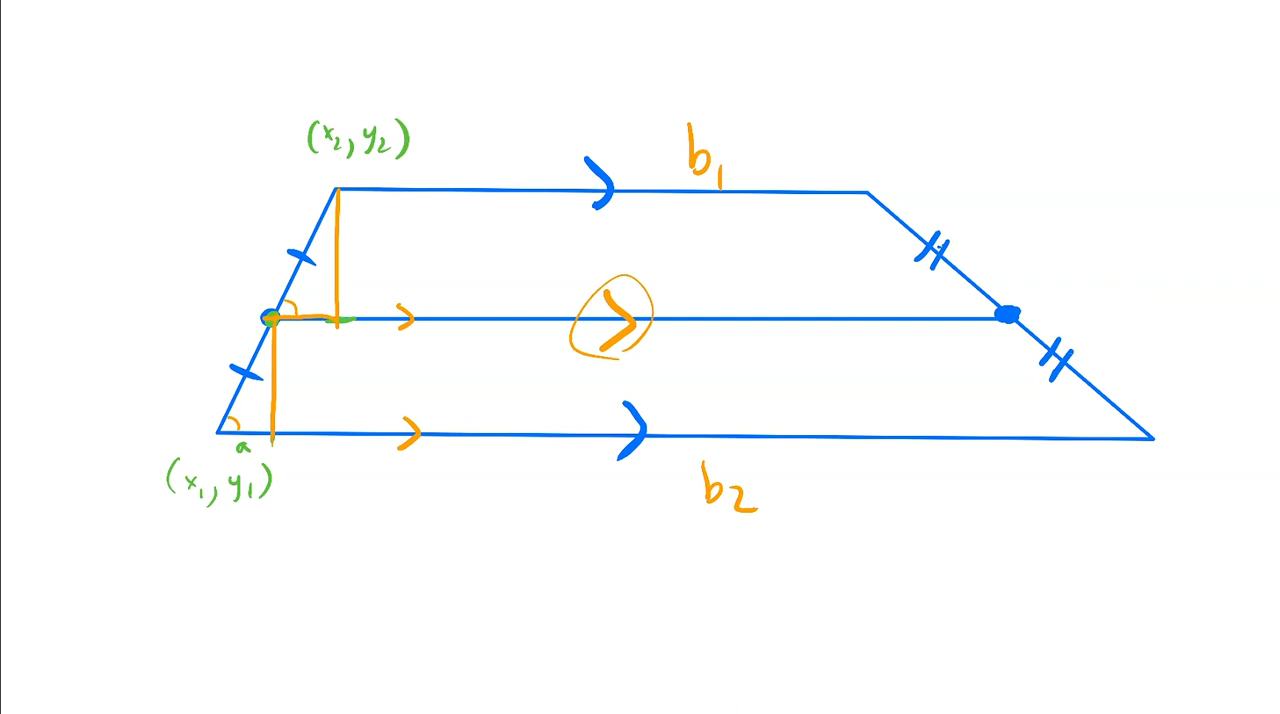 (x₂, y₂)
b₁
a
(x₁, y₁)
b₂